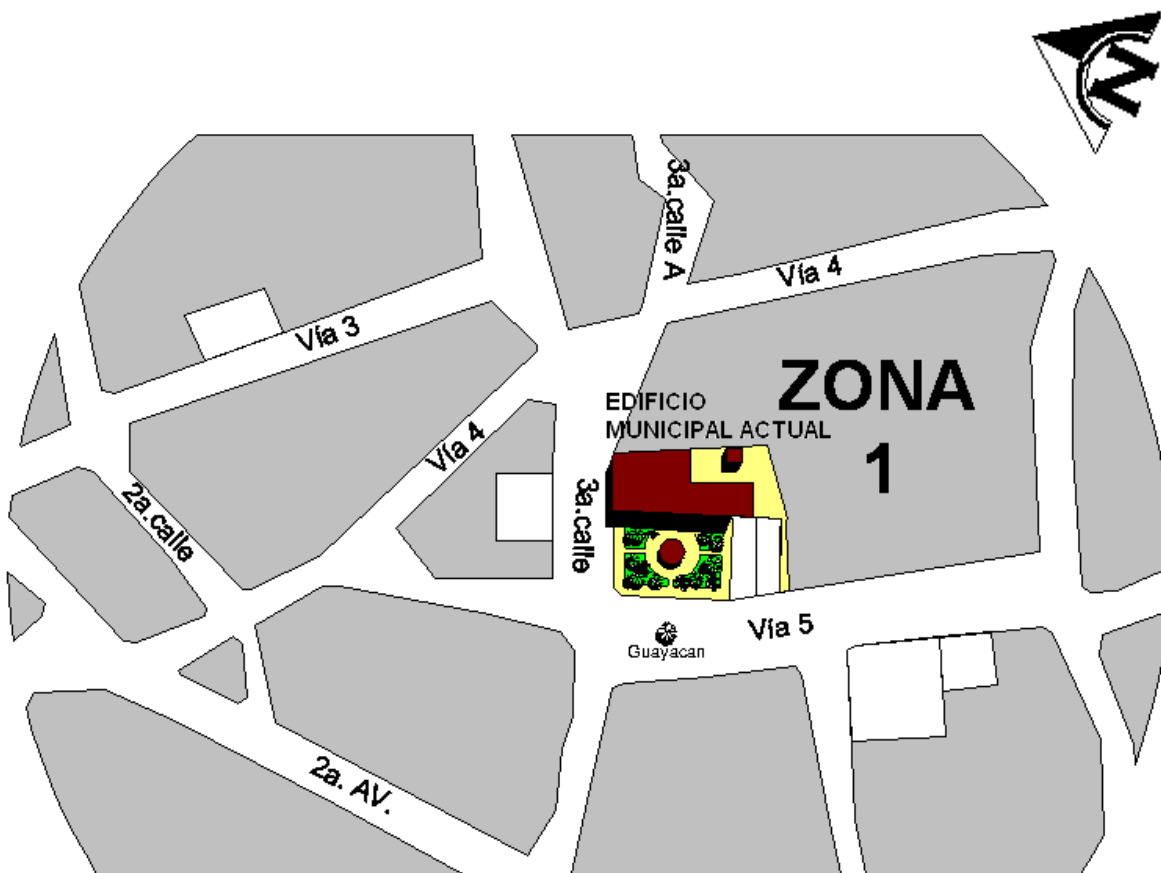 N
3a.calle A
Vía 4
Vía 3
ZONA
1
EDIFICIO
MUNICIPAL ACTUAL
Vía 4
2a.calle
3a.calle
Vía 5
Guayacan
2a. AV.